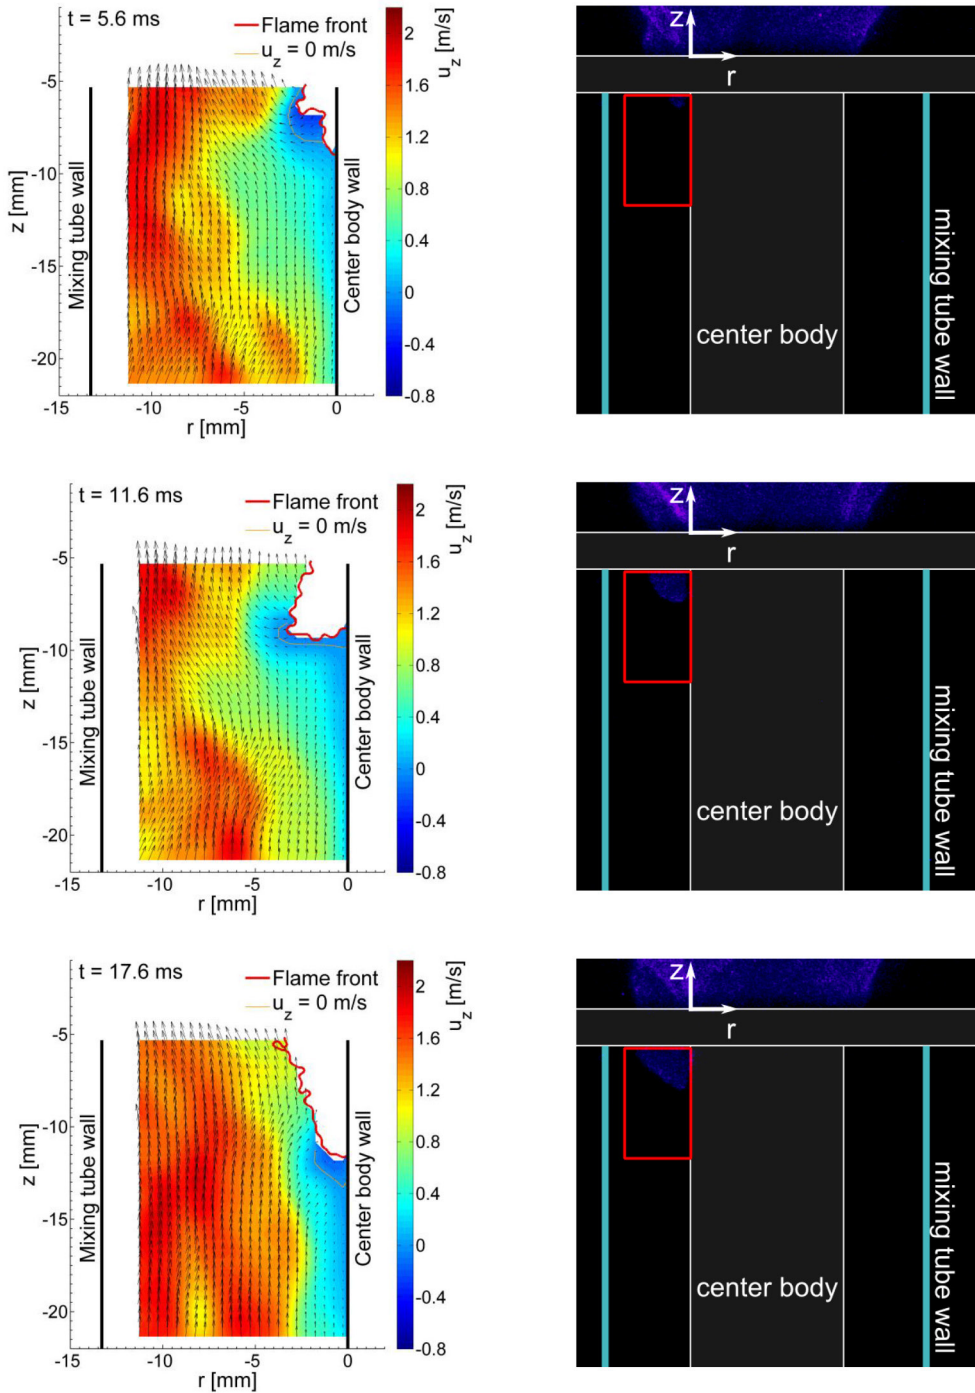 t = 5.6 ms
Flame front
u_z = 0 m/s
u_z [m/s]
2
1.6
1.2
0.8
0.4
0
-0.4
-0.8
z [mm]
-5
-10
-15
-20
Mixing tube wall
Center body wall
-15
-10
-5
0
r [mm]
z
r
center body
mixing tube wall
t = 11.6 ms
Flame front
u_z = 0 m/s
u_z [m/s]
2
1.6
1.2
0.8
0.4
0
-0.4
-0.8
z [mm]
-5
-10
-15
-20
Mixing tube wall
Center body wall
-15
-10
-5
0
r [mm]
z
r
center body
mixing tube wall
t = 17.6 ms
Flame front
u_z = 0 m/s
u_z [m/s]
2
1.6
1.2
0.8
0.4
0
-0.4
-0.8
z [mm]
-5
-10
-15
-20
Mixing tube wall
Center body wall
-15
-10
-5
0
r [mm]
z
r
center body
mixing tube wall